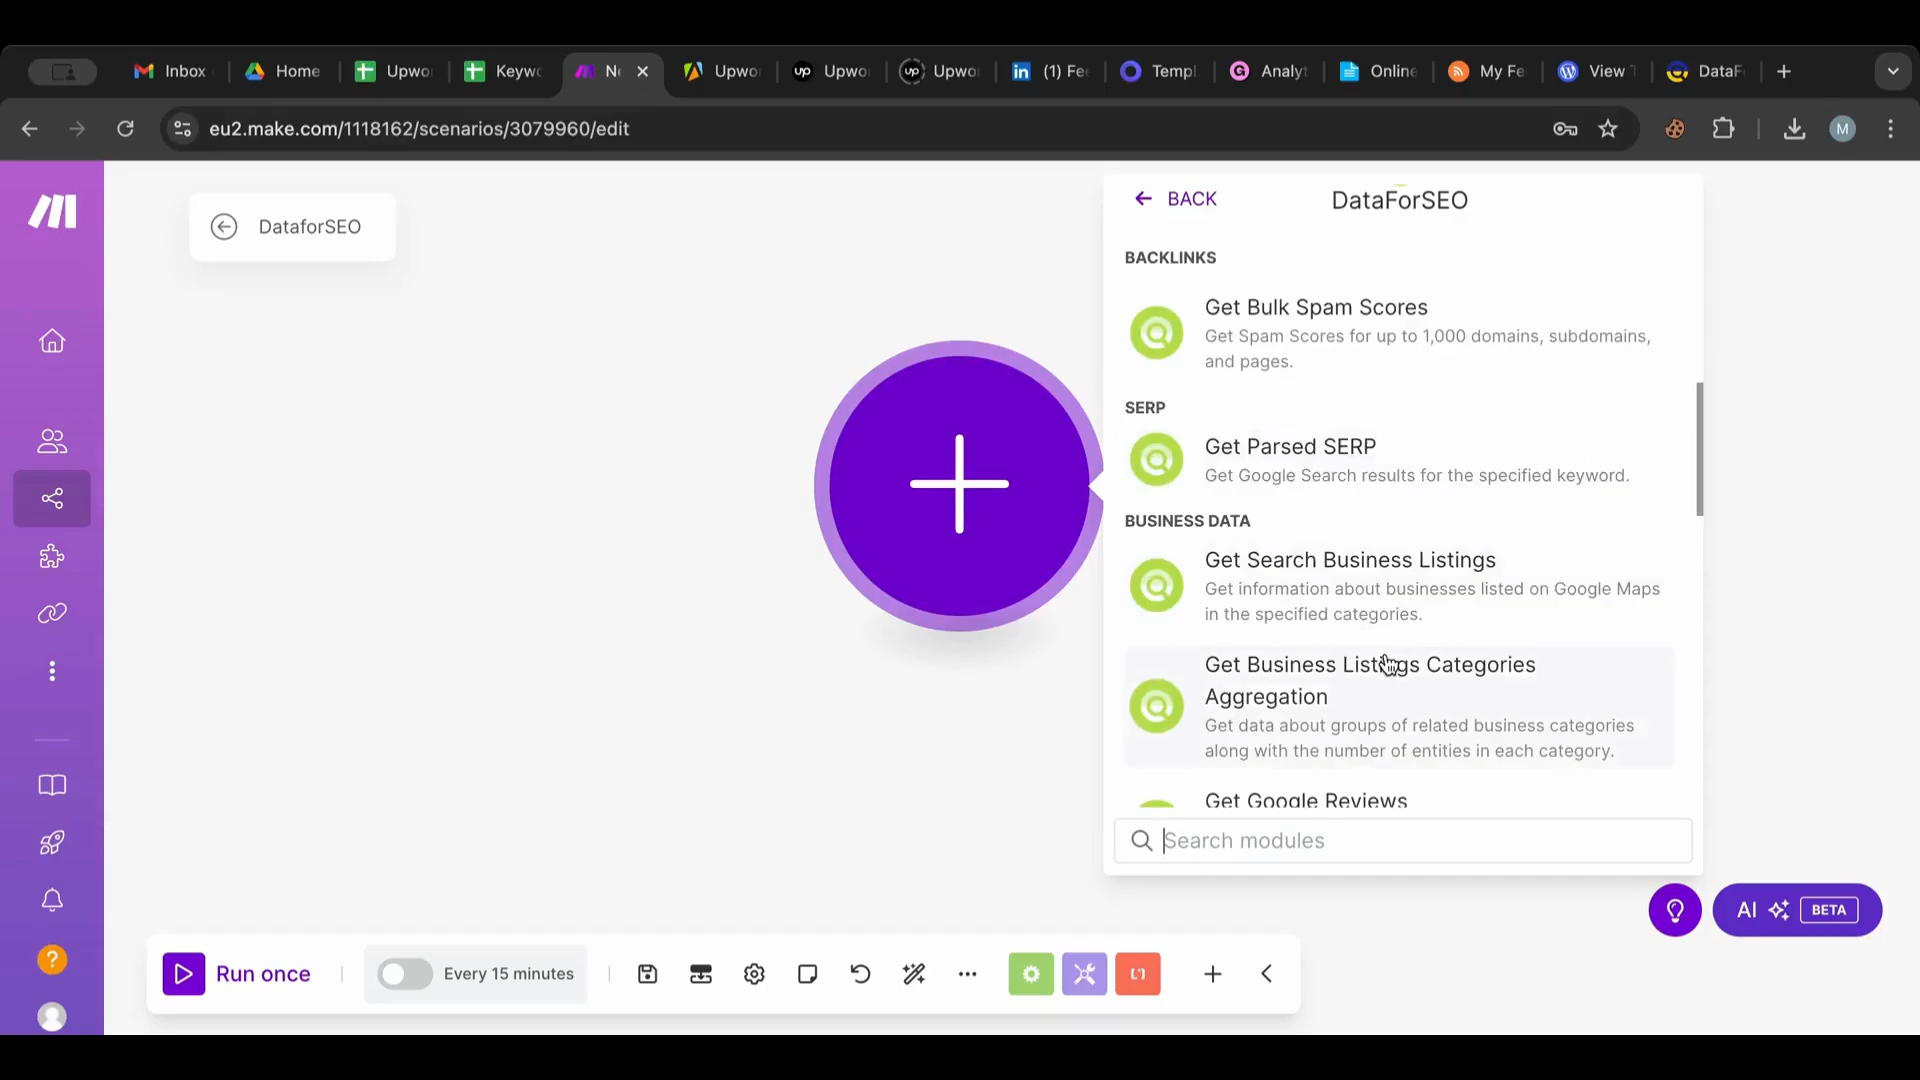 Inbox
Home
Upwo
Keywo
Ne
Upwo
Upwo
Upwo
in
(1) Fee
Templ
Analyt
Online
My Fe
View T
DataF
eu2.make.com/1118162/scenarios/3079960/edit
M
DataforSEO
BACK
DataForSEO
BACKLINKS
Get Bulk Spam Scores
Get Spam Scores for up to 1,000 domains, subdomains,
and pages.
SERP
Get Parsed SERP
Get Google Search results for the specified keyword.
BUSINESS DATA
Get Search Business Listings
Get information about businesses listed on Google Maps
in the specified categories.
Get Business Listings Categories
Aggregation
Get data about groups of related business categories
along with the number of entities in each category.
Get Google Reviews
Search modules
AI BETA
?
Run once
Every 15 minutes